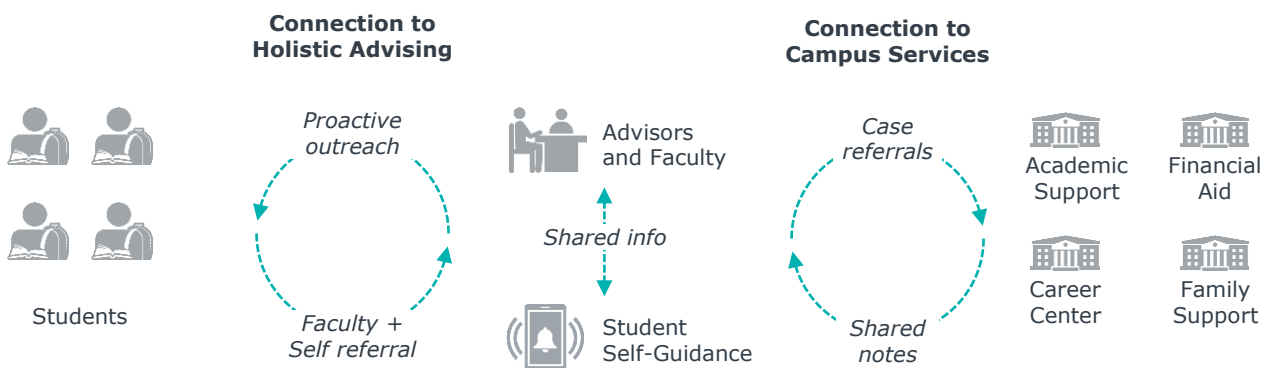 Connection to
Holistic Advising
Connection to
Campus Services
Students
Proactive
outreach
Faculty +
Self referral
Advisors
and Faculty
Shared info
Student
Self-Guidance
Case
referrals
Shared
notes
Academic
Support
Financial
Aid
Career
Center
Family
Support